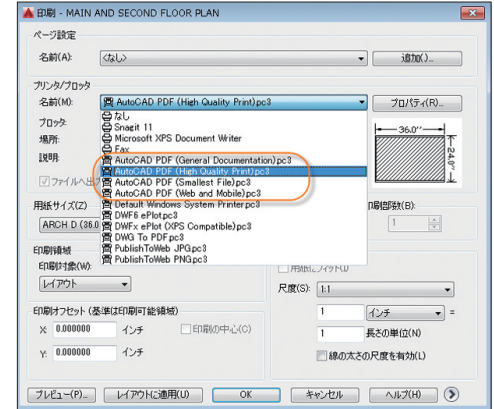 印刷 - MAIN AND SECOND FLOOR PLAN
ページ設定
名前(A): <なし> 追加()...
プリンタ/プロッタ
名前(M): AutoCAD PDF (High Quality Print).pc3 プロパティ(R)...
プロッタ:
場所:
説明:
なし
Snagit 11
Microsoft XPS Document Writer
Fax
AutoCAD PDF (General Documentation).pc3
AutoCAD PDF (High Quality Print).pc3
AutoCAD PDF (Smallest File).pc3
AutoCAD PDF (Web and Mobile).pc3
Default Windows System Printer.pc3
DWF6 ePlot.pc3
DWFx ePlot (XPS Compatible).pc3
DWG To PDF.pc3
PublishToWeb JPG.pc3
PublishToWeb PNG.pc3
36.0''
24.0''
ファイルへ出
用紙サイズ(Z)
ARCH D (36.0
印刷部数(B):
1
印刷領域
印刷対象(W):
レイアウト
用紙にフィット(I)
尺度(S): 1:1
1 インチ =
1 長さの単位(N)
線の太さの尺度を有効(L)
印刷オフセット (基準は印刷可能領域)
X: 0.000000 インチ 印刷の中心(C)
Y: 0.000000 インチ
プレビュー(P)... レイアウトに適用(U) OK キャンセル ヘルプ(H)